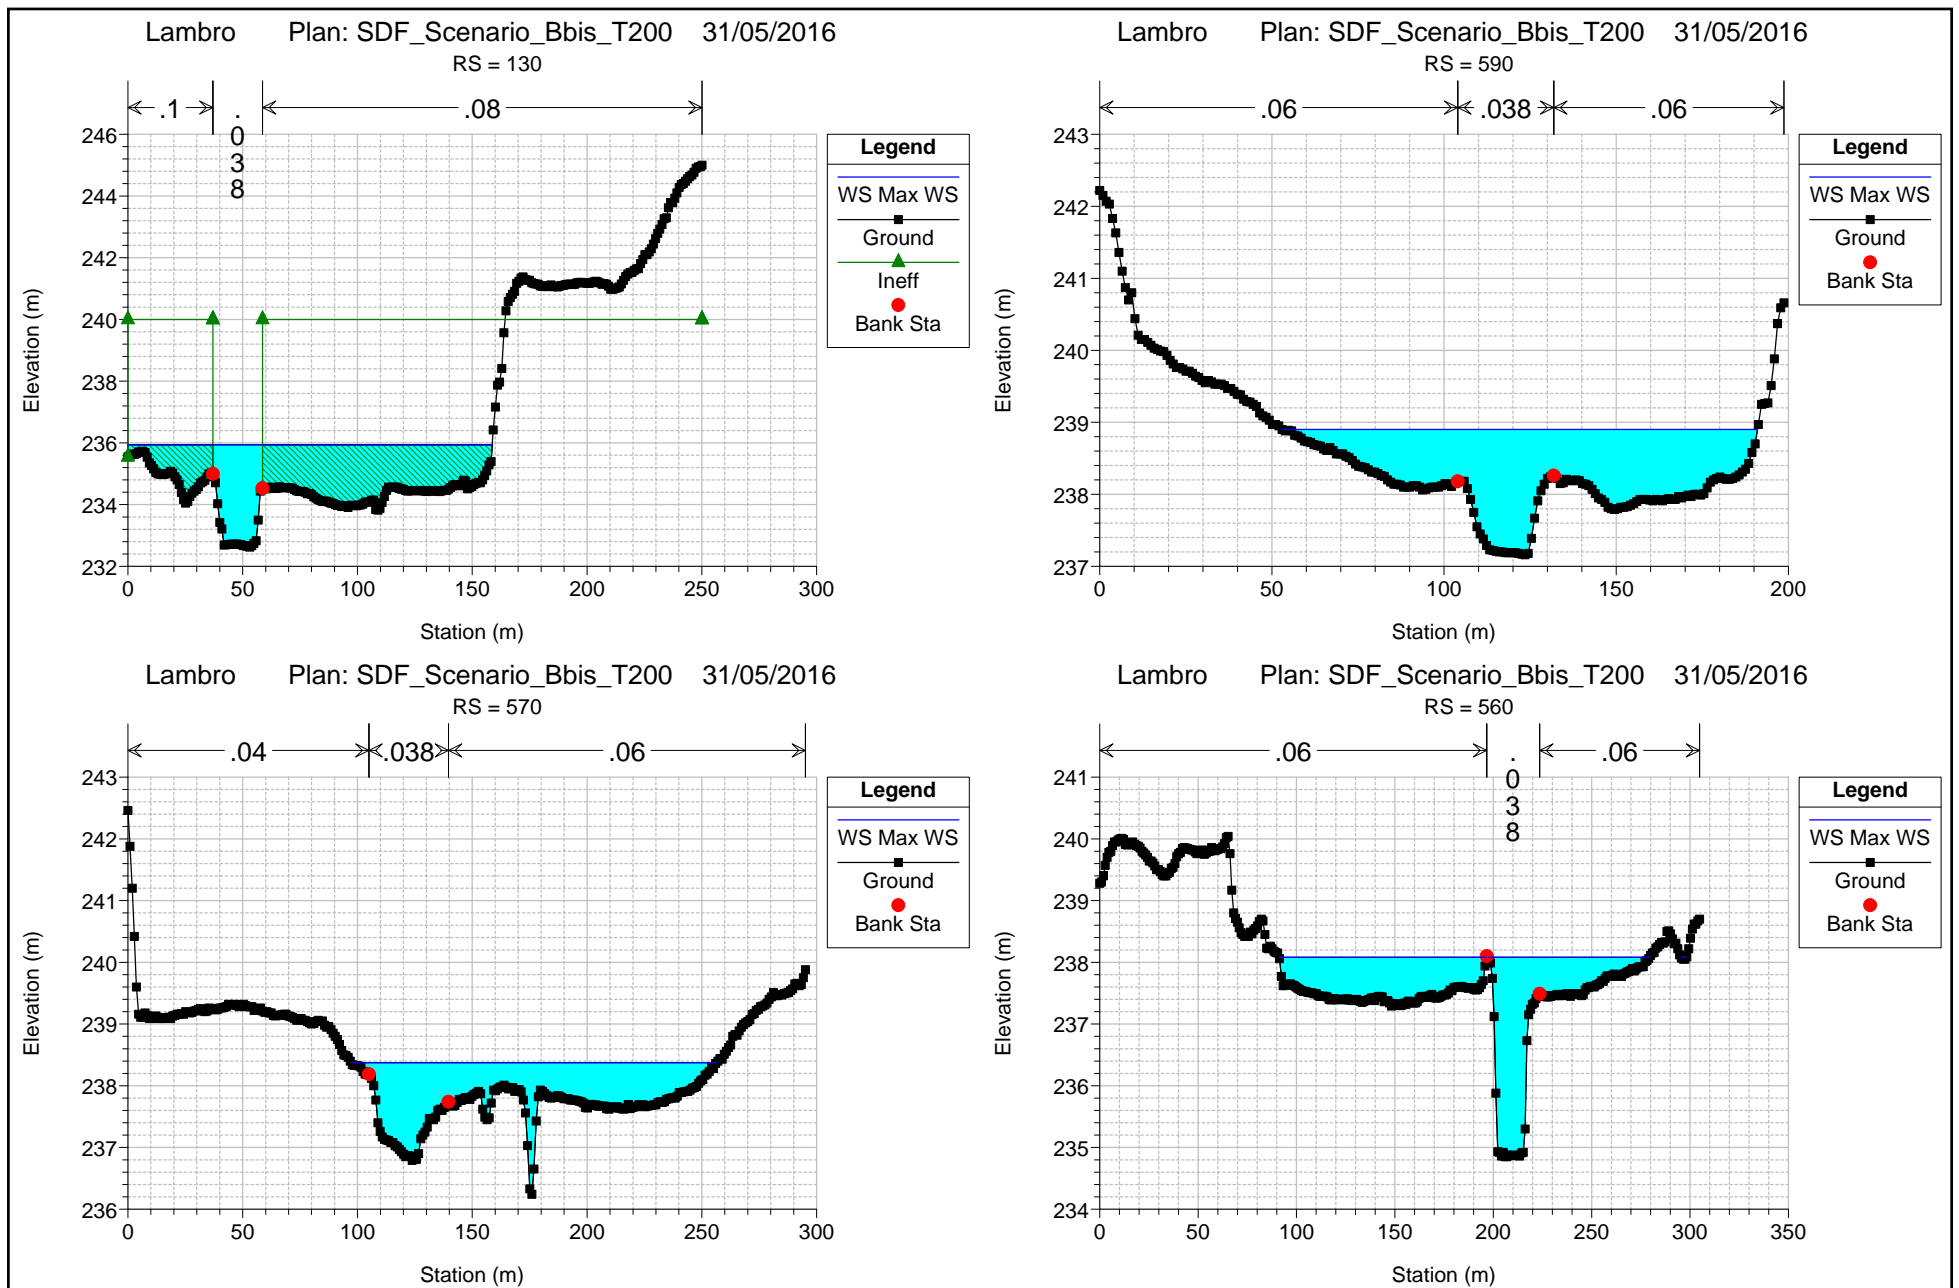 Lambro Plan: SDF_Scenario_Bbis_T200 31/05/2016
RS = 130
.1 .038 .08
246
244
242
240
238
236
234
232
0 50 100 150 200 250 300
Elevation (m)
Station (m)
Legend
WS Max WS
Ground
Ineff
Bank Sta
Lambro Plan: SDF_Scenario_Bbis_T200 31/05/2016
RS = 590
.06 .038 .06
243
242
241
240
239
238
237
0 50 100 150 200
Elevation (m)
Station (m)
Legend
WS Max WS
Ground
Bank Sta
Lambro Plan: SDF_Scenario_Bbis_T200 31/05/2016
RS = 570
.04 .038 .06
243
242
241
240
239
238
237
236
0 50 100 150 200 250 300
Elevation (m)
Station (m)
Legend
WS Max WS
Ground
Bank Sta
Lambro Plan: SDF_Scenario_Bbis_T200 31/05/2016
RS = 560
.06 .038 .06
241
240
239
238
237
236
235
234
0 50 100 150 200 250 300 350
Elevation (m)
Station (m)
Legend
WS Max WS
Ground
Bank Sta